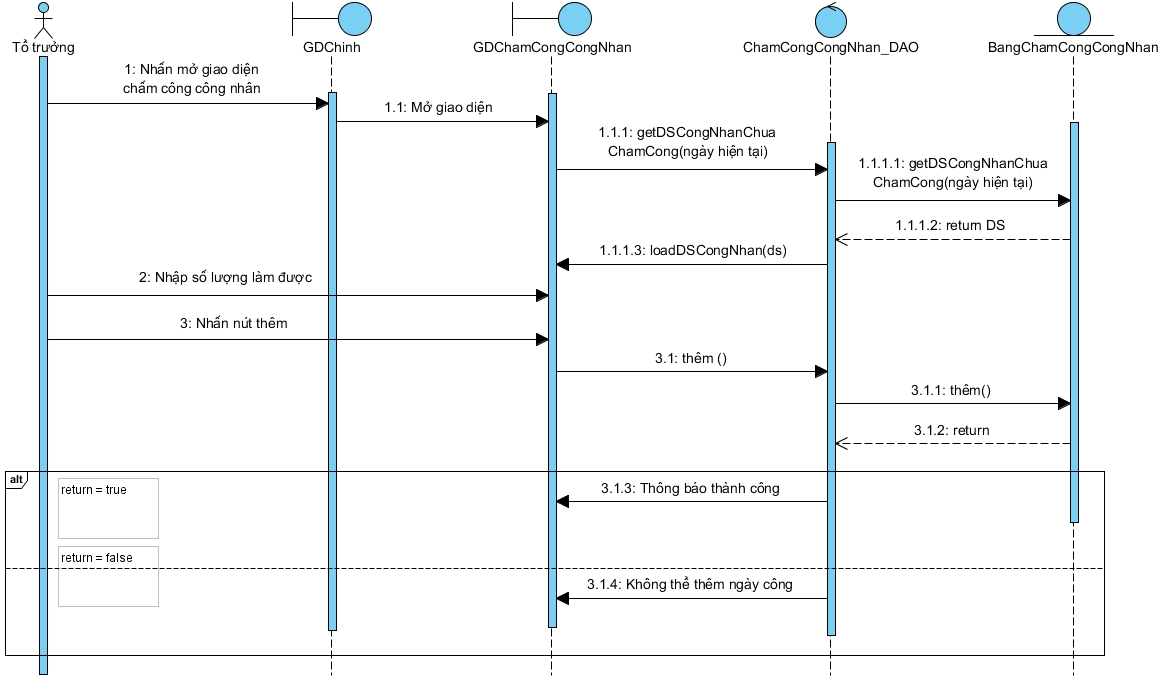 Tổ trưởng
GDChinh
GDChamCongCongNhan
ChamCongCongNhan_DAO
BangChamCongCongNhan
1: Nhấn mở giao diện
chấm công công nhân
1.1: Mở giao diện
1.1.1: getDSCongNhanChua
ChamCong(ngày hiện tại)
1.1.1.1: getDSCongNhanChua
ChamCong(ngày hiện tại)
1.1.1.2: return DS
1.1.1.3: loadDSCongNhan(ds)
2: Nhập số lượng làm được
3: Nhấn nút thêm
3.1: thêm ()
3.1.1: thêm()
3.1.2: return
alt
return = true
3.1.3: Thông báo thành công
return = false
3.1.4: Không thể thêm ngày công